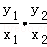 y₁/x₁ • y₂/x₂